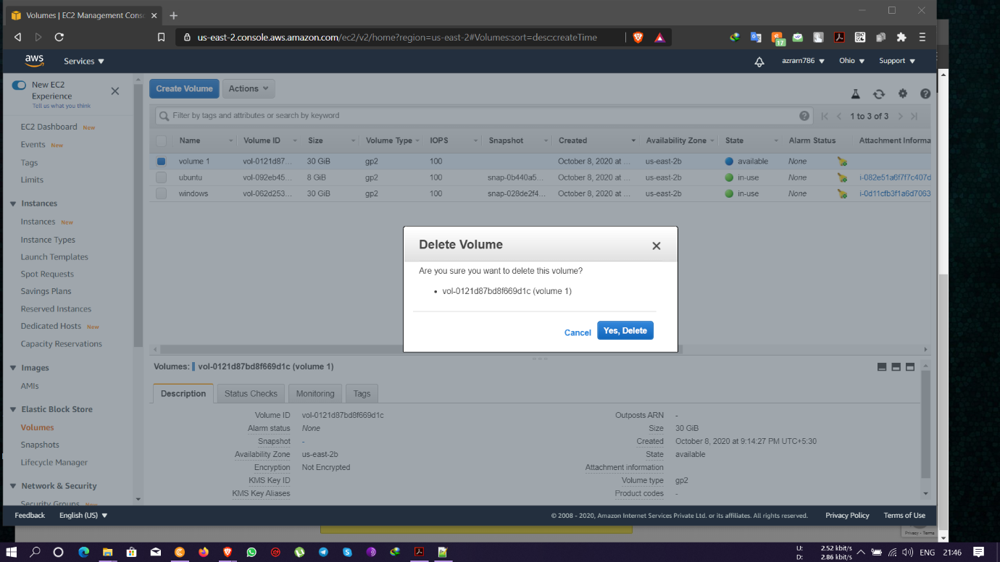 Volumes | EC2 Management Cons
us-east-2.console.aws.amazon.com/ec2/v2/home?region=us-east-2#Volumes:sort=desc:createTime
17
aws
Services
azrarn786
Ohio
Support
New EC2 Experience
Tell us what you think
EC2 Dashboard New
Events New
Tags
Limits
Instances
Instances New
Instance Types
Launch Templates
Spot Requests
Savings Plans
Reserved Instances
Dedicated Hosts New
Capacity Reservations
Images
AMIs
Elastic Block Store
Volumes
Snapshots
Lifecycle Manager
Network & Security
Security Groups New
Create Volume
Actions
Filter by tags and attributes or search by keyword
1 to 3 of 3
Name Volume ID Size Volume Type IOPS Snapshot Created Availability Zone State Alarm Status Attachment Informa
volume 1 vol-0121d87... 30 GiB gp2 100 October 8, 2020 at ... us-east-2b available None
ubuntu vol-092eb45... 8 GiB gp2 100 snap-0b440a5... October 8, 2020 at ... us-east-2b in-use None i-082e51a6f7f7c407d
windows vol-062d253... 30 GiB gp2 100 snap-028de2f4... October 8, 2020 at ... us-east-2b in-use None i-0d11cfb3f1a6d7063
Delete Volume
Are you sure you want to delete this volume?
• vol-0121d87bd8f669d1c (volume 1)
Cancel
Yes, Delete
Volumes: vol-0121d87bd8f669d1c (volume 1)
Description Status Checks Monitoring Tags
Volume ID vol-0121d87bd8f669d1c
Alarm status None
Snapshot -
Availability Zone us-east-2b
Encryption Not Encrypted
KMS Key ID
KMS Key Aliases
Outposts ARN -
Size 30 GiB
Created October 8, 2020 at 9:14:27 PM UTC+5:30
State available
Attachment information
Volume type gp2
Product codes -
Feedback
English (US)
© 2008 - 2020, Amazon Internet Services Private Ltd. or its affiliates. All rights reserved.
Privacy Policy
Terms of Use
Privacy - Terms
U: 2.52 kbit/s
D: 2.86 kbit/s
ENG
21:46